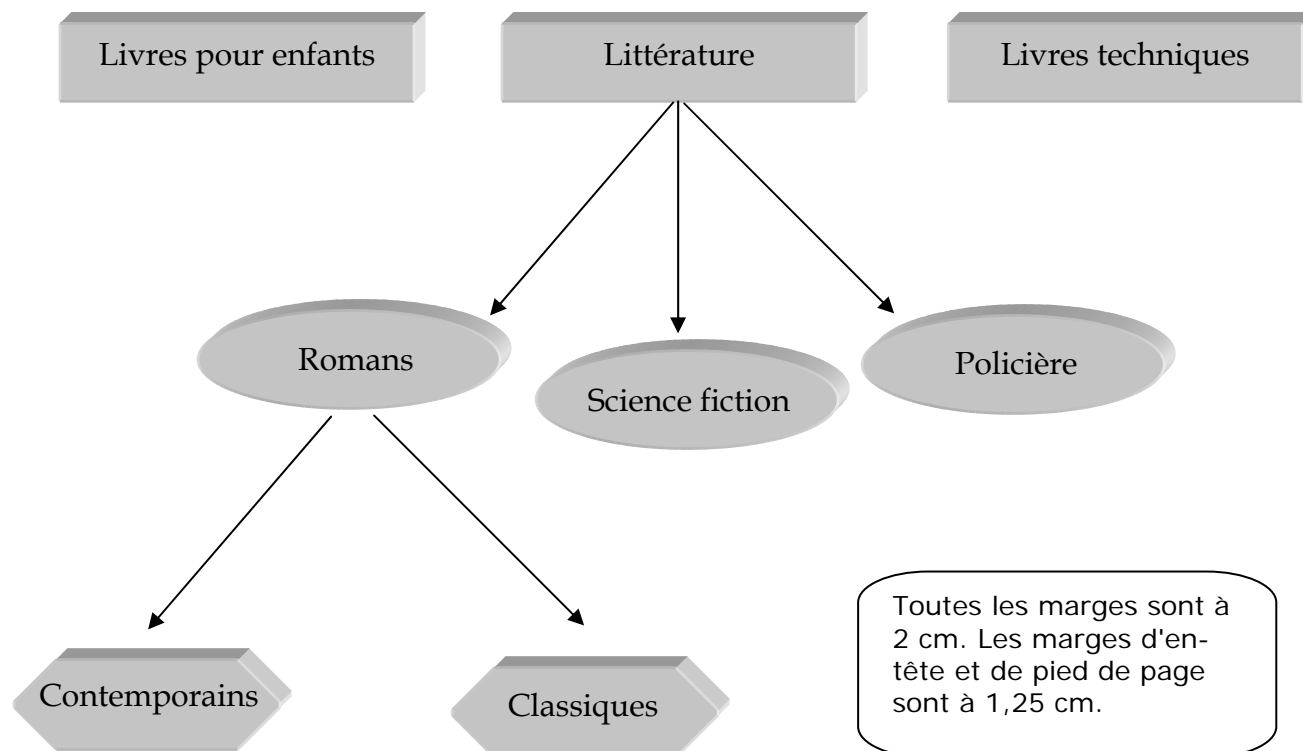 Livres pour enfants
Littérature
Livres techniques
Romans
Science fiction
Policière
Contemporains
Classiques
Toutes les marges sont à
2 cm. Les marges d'en-
tête et de pied de page
sont à 1,25 cm.